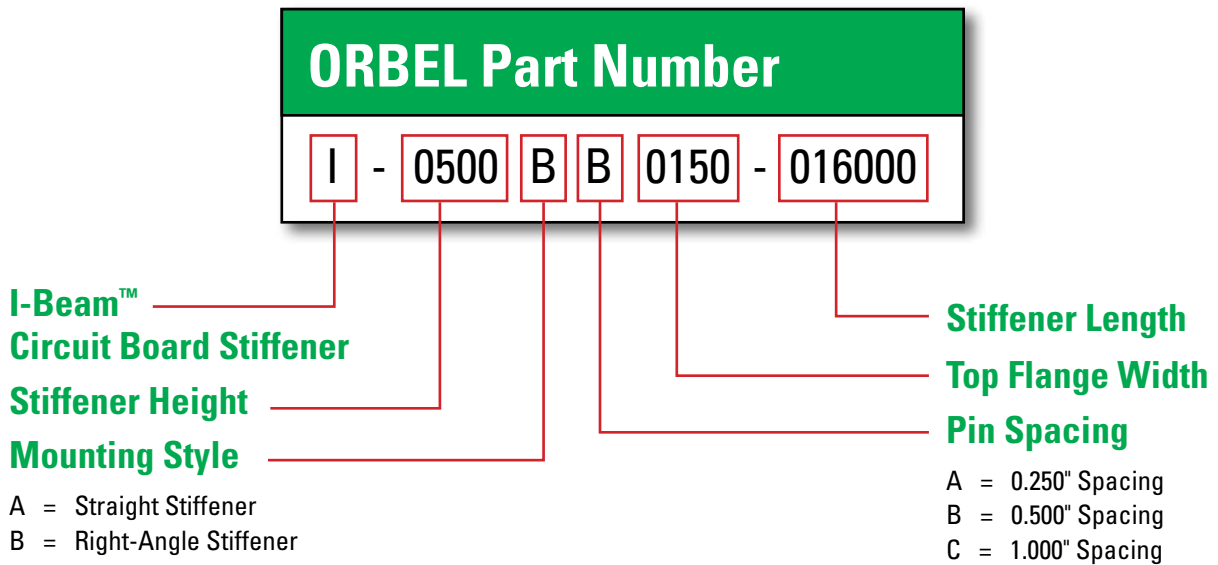 ORBEL Part Number
I - 0500 B B 0150 - 016000
I-Beam™
Circuit Board Stiffener
Stiffener Height
Mounting Style
A = Straight Stiffener
B = Right-Angle Stiffener
Stiffener Length
Top Flange Width
Pin Spacing
A = 0.250" Spacing
B = 0.500" Spacing
C = 1.000" Spacing